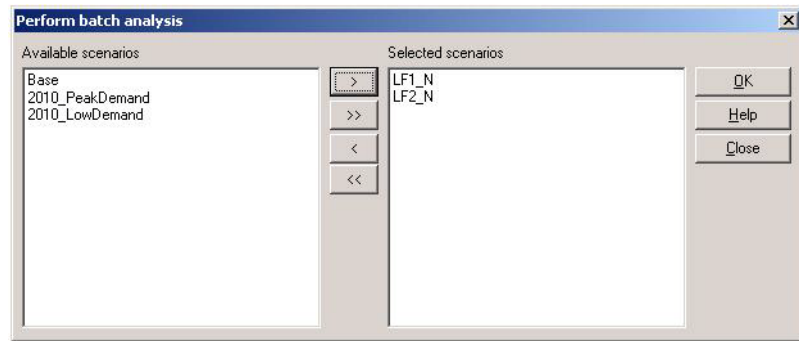 Perform batch analysis
Available scenarios
Base
2010_PeakDemand
2010_LowDemand
>
>>
<
<<
Selected scenarios
LF1_N
LF2_N
OK
Help
Close